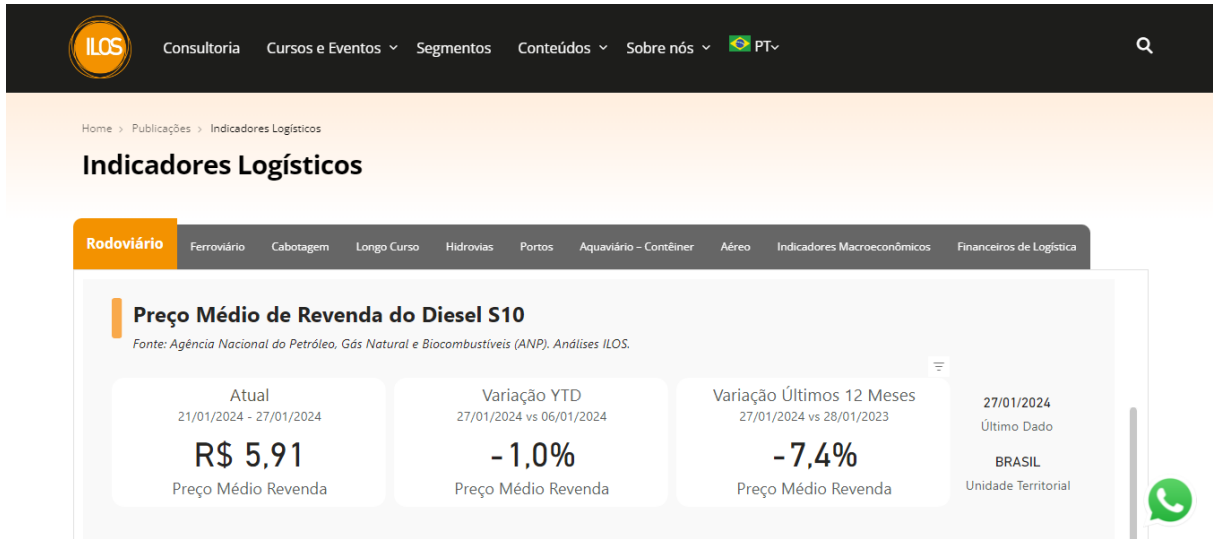 ILOS
Consultoria
Cursos e Eventos
Segmentos
Conteúdos
Sobre nós
PT
Home > Publicações > Indicadores Logísticos
Indicadores Logísticos
Rodoviário
Ferroviário
Cabotagem
Longo Curso
Hidrovias
Portos
Aquaviário – Contêiner
Aéreo
Indicadores Macroeconômicos
Financeiros de Logística
Preço Médio de Revenda do Diesel S10
Fonte: Agência Nacional do Petróleo, Gás Natural e Biocombustíveis (ANP). Análises ILOS.
Atual
21/01/2024 - 27/01/2024
R$ 5,91
Preço Médio Revenda
Variação YTD
27/01/2024 vs 06/01/2024
-1,0%
Preço Médio Revenda
Variação Últimos 12 Meses
27/01/2024 vs 28/01/2023
-7,4%
Preço Médio Revenda
27/01/2024
Último Dado
BRASIL
Unidade Territorial